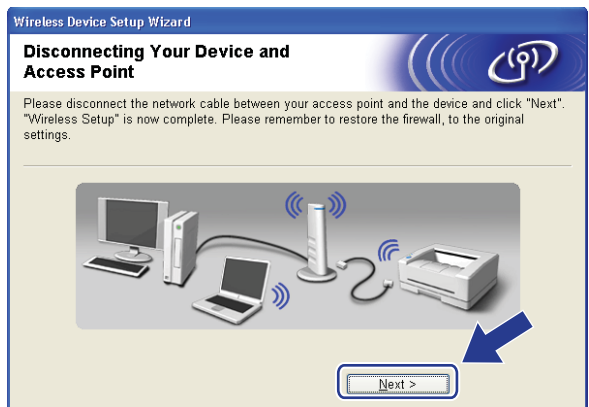 Wireless Device Setup Wizard
Disconnecting Your Device and
Access Point
Please disconnect the network cable between your access point and the device and click "Next".
"Wireless Setup" is now complete. Please remember to restore the firewall, to the original
settings.
Next >